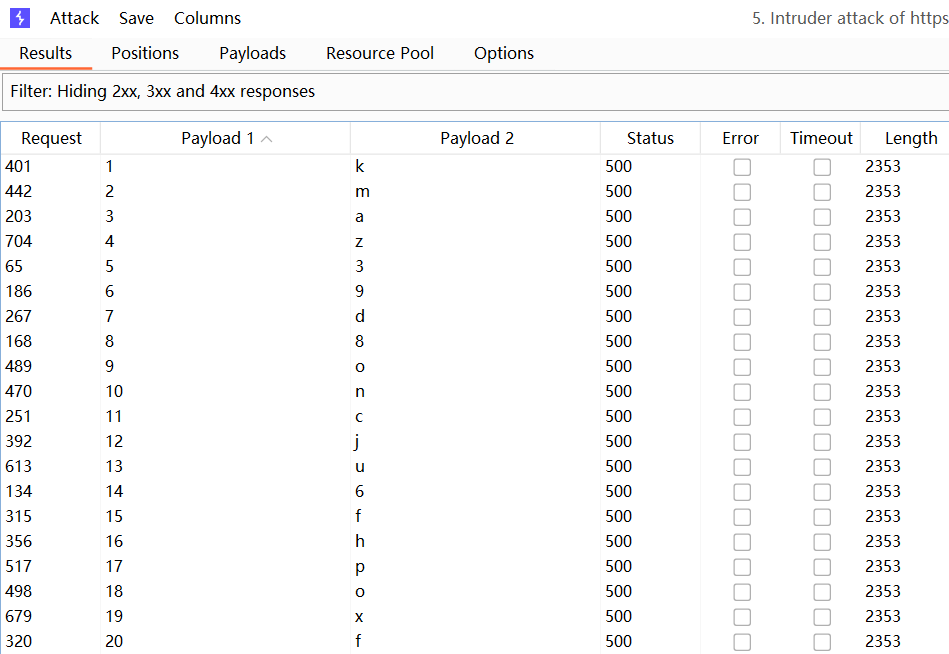 Attack Save Columns 5. Intruder attack of https
Results Positions Payloads Resource Pool Options
Filter: Hiding 2xx, 3xx and 4xx responses
Request Payload 1 Payload 2 Status Error Timeout Length
401 1 k 500 2353
442 2 m 500 2353
203 3 a 500 2353
704 4 z 500 2353
65 5 3 500 2353
186 6 9 500 2353
267 7 d 500 2353
168 8 8 500 2353
489 9 o 500 2353
470 10 n 500 2353
251 11 c 500 2353
392 12 j 500 2353
613 13 u 500 2353
134 14 6 500 2353
315 15 f 500 2353
356 16 h 500 2353
517 17 p 500 2353
498 18 o 500 2353
679 19 x 500 2353
320 20 f 500 2353